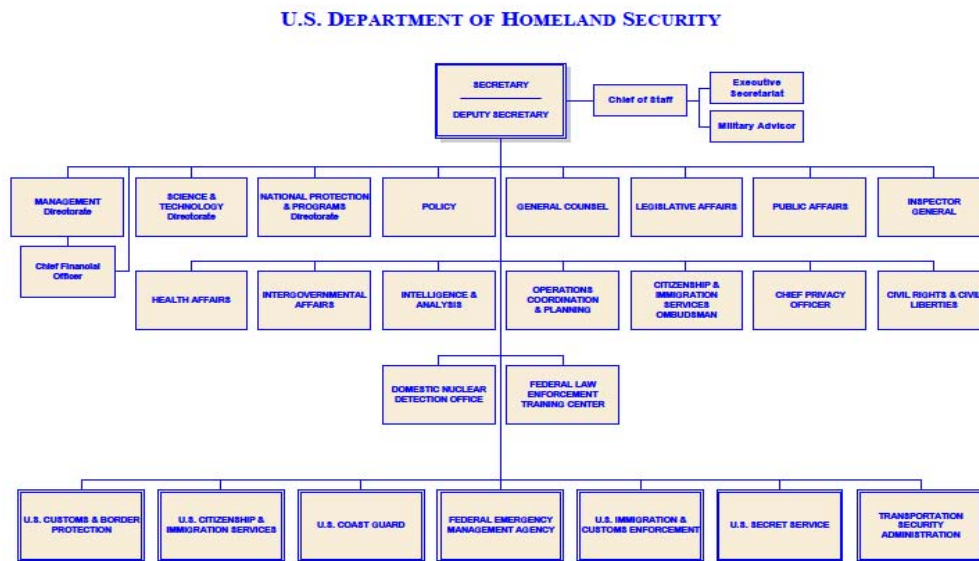 U.S. DEPARTMENT OF HOMELAND SECURITY
SECRETARY
DEPUTY SECRETARY
Chief of Staff
Executive
Secretariat
Military Advisor
MANAGEMENT
Directorate
SCIENCE &
TECHNOLOGY
Directorate
NATIONAL PROTECTION
& PROGRAMS
Directorate
POLICY
GENERAL COUNSEL
LEGISLATIVE AFFAIRS
PUBLIC AFFAIRS
INSPECTOR
GENERAL
Chief Financial
Officer
HEALTH AFFAIRS
INTERGOVERNMENTAL
AFFAIRS
INTELLIGENCE &
ANALYSIS
OPERATIONS
COORDINATION
& PLANNING
CITIZENSHIP &
IMMIGRATION
SERVICES
OMBUDSMAN
CHIEF PRIVACY
OFFICER
CIVIL RIGHTS & CIVIL
LIBERTIES
DOMESTIC NUCLEAR
DETECTION OFFICE
FEDERAL LAW
ENFORCEMENT
TRAINING CENTER
U.S. CUSTOMS & BORDER
PROTECTION
U.S. CITIZENSHIP &
IMMIGRATION SERVICES
U.S. COAST GUARD
FEDERAL EMERGENCY
MANAGEMENT AGENCY
U.S. IMMIGRATION &
CUSTOMS ENFORCEMENT
U.S. SECRET SERVICE
TRANSPORTATION
SECURITY
ADMINISTRATION